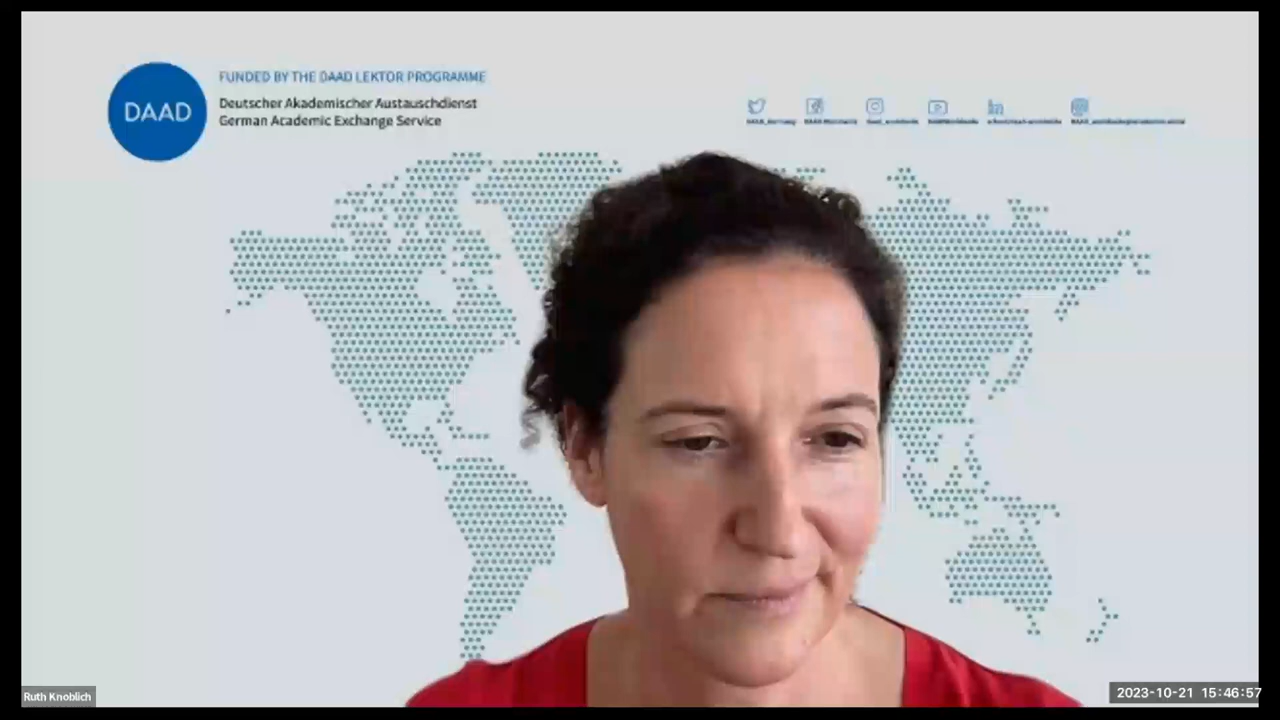 DAAD
FUNDED BY THE DAAD LEKTOR PROGRAMME
Deutscher Akademischer Austauschdienst
German Academic Exchange Service
Ruth Knoblich
2023-10-21 15:46:57